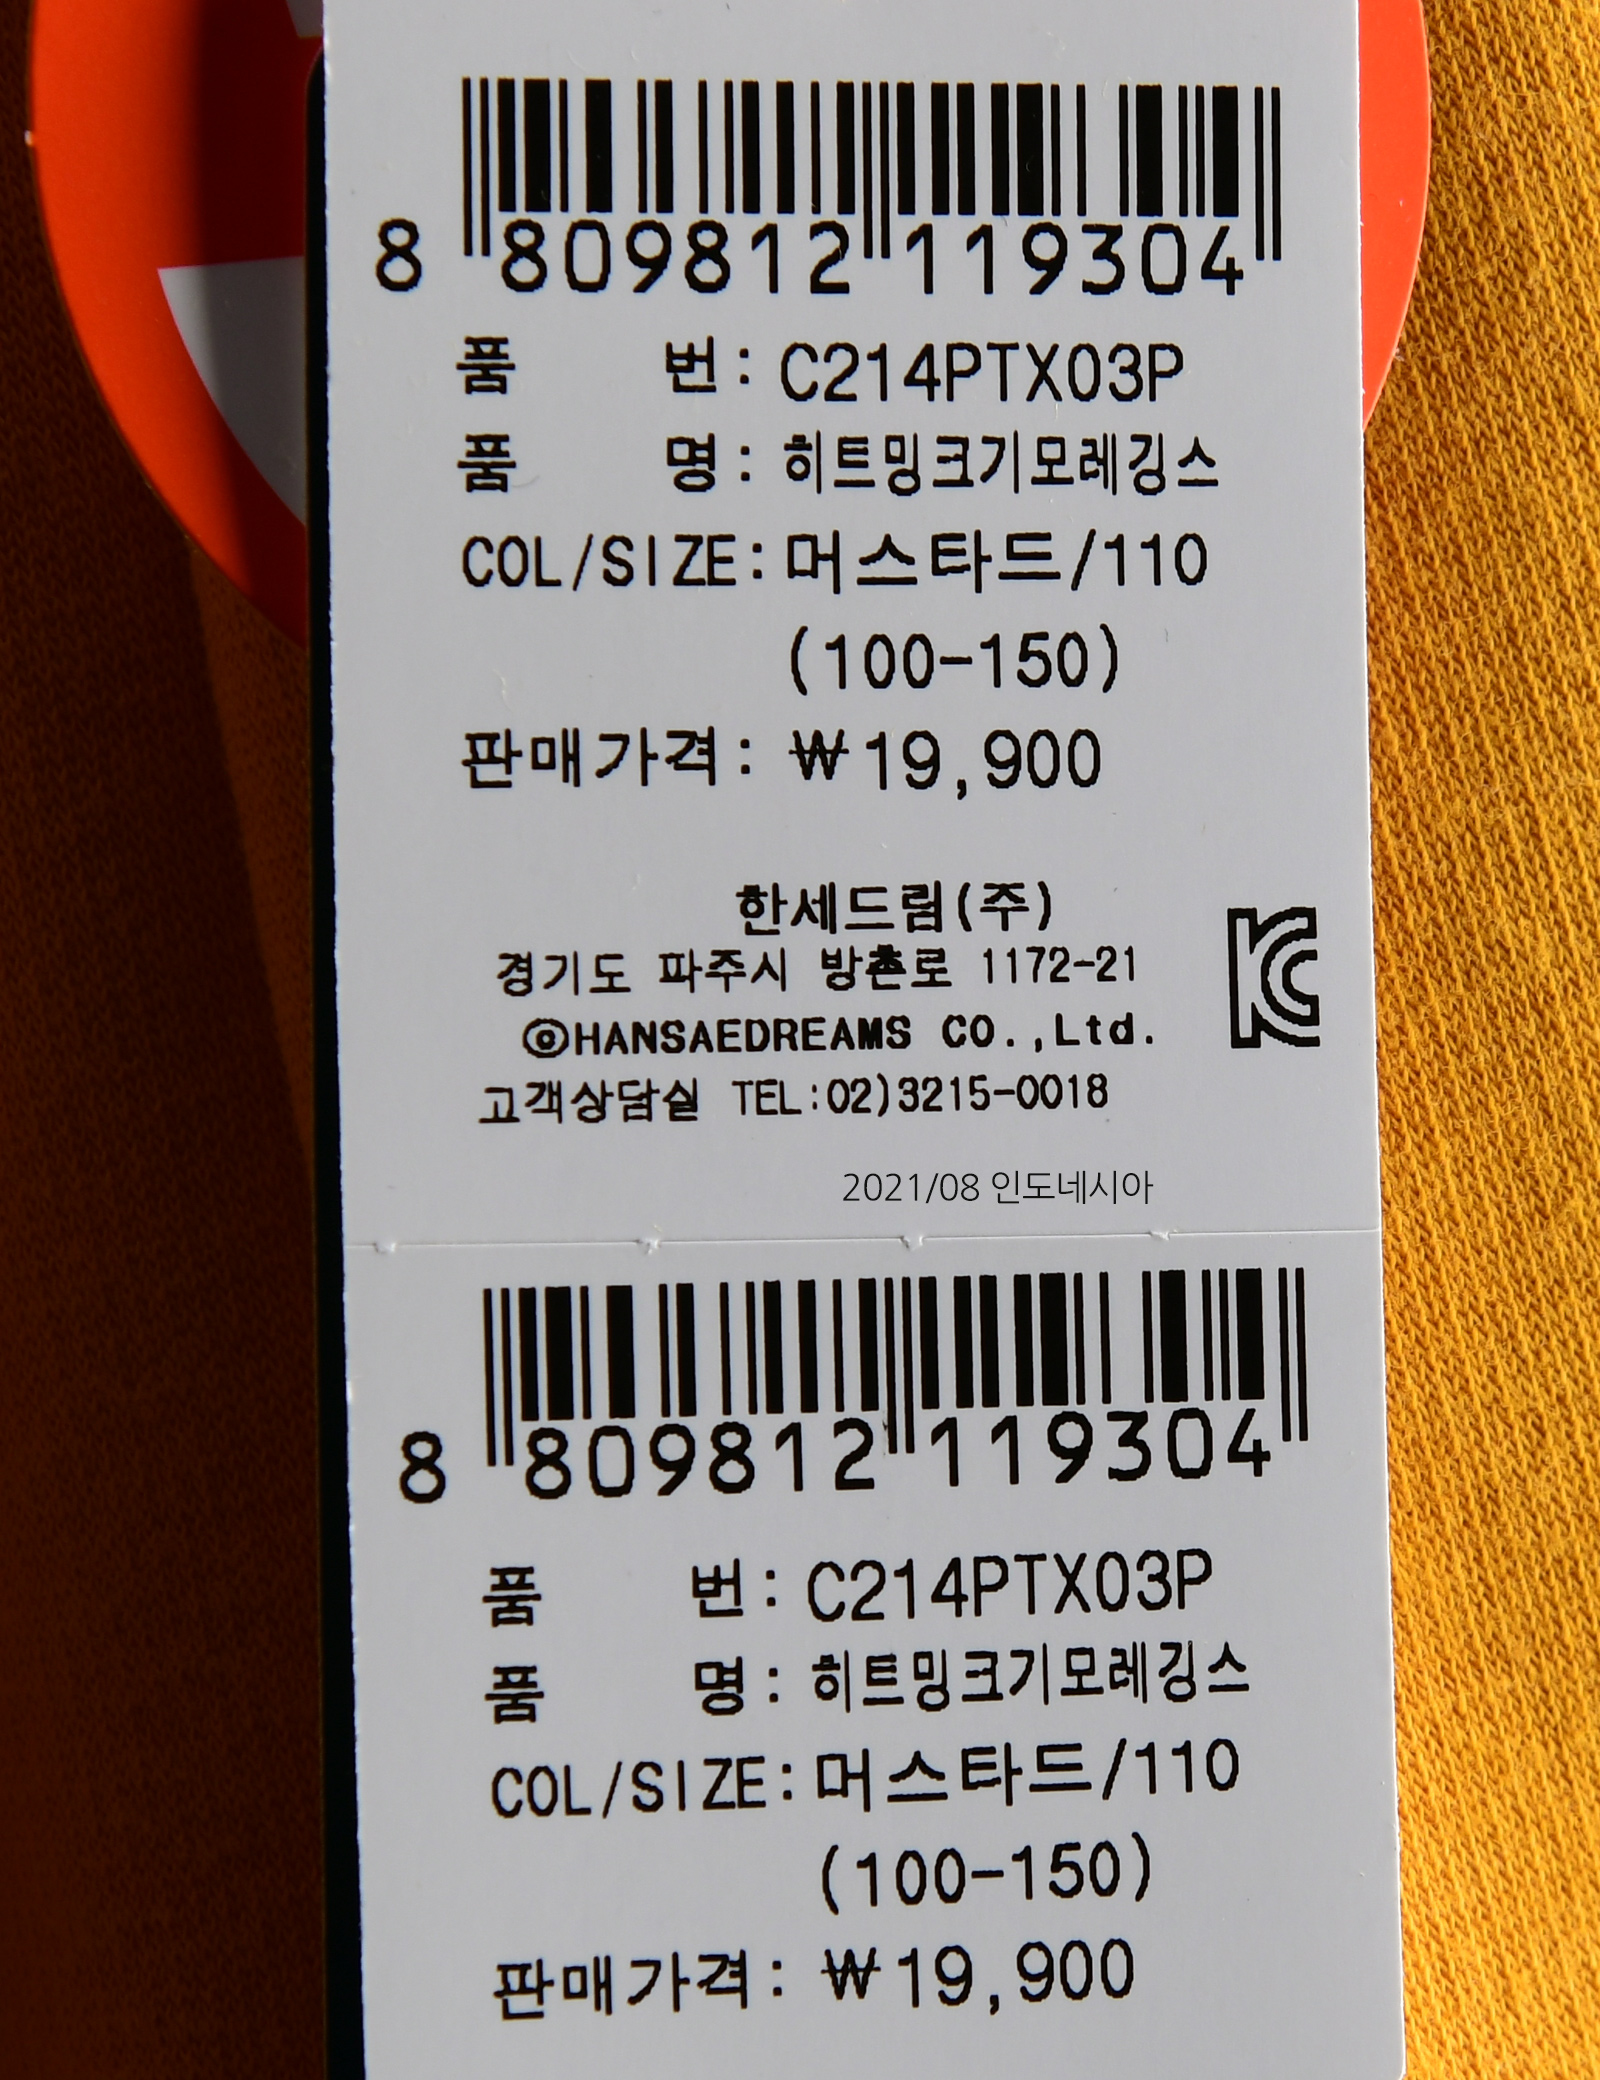 8 809812 119304
품 번: C214PTX03P
품 명: 히트밍크기모레깅스
COL/SIZE: 머스타드/110
(100-150)
판매가격: ₩19,900
한세드림(주)
경기도 파주시 방촌로 1172-21
◎HANSAEDREAMS CO.,Ltd.
고객상담실 TEL:02)3215-0018
2021/08 인도네시아
8 809812 119304
품 번: C214PTX03P
품 명: 히트밍크기모레깅스
COL/SIZE: 머스타드/110
(100-150)
판매가격: ₩19,900